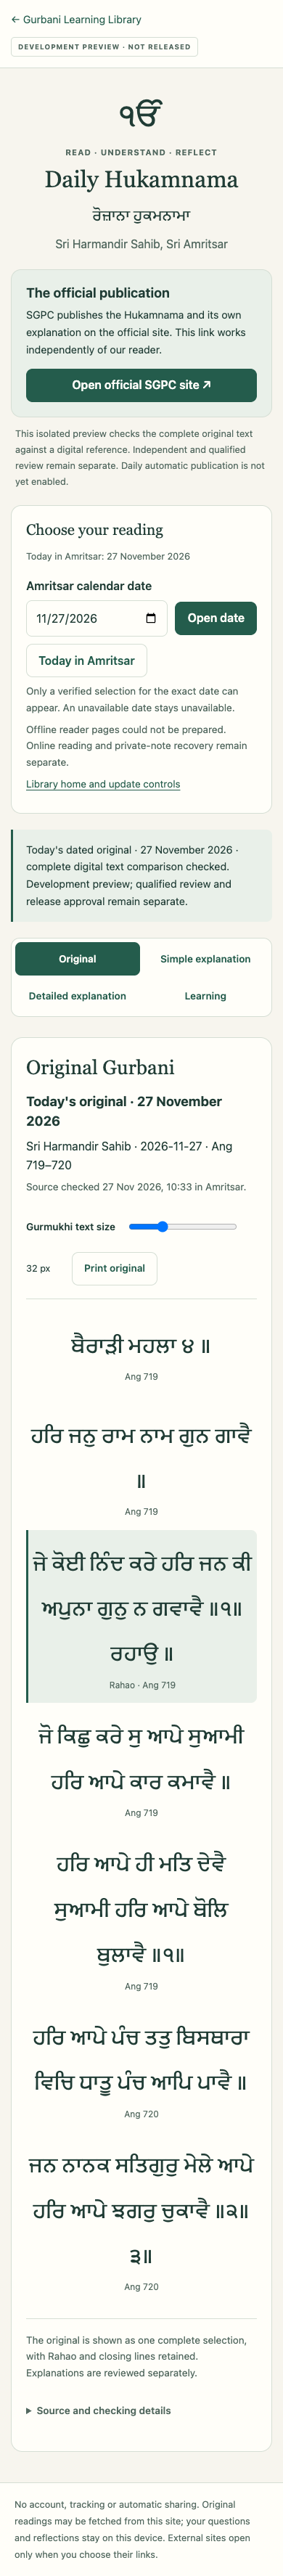 ← Gurbani Learning Library
DEVELOPMENT PREVIEW · NOT RELEASED
ੴ
READ · UNDERSTAND · REFLECT
Daily Hukamnama
ਰੋਜ਼ਾਨਾ ਹੁਕਮਨਾਮਾ
Sri Harmandir Sahib, Sri Amritsar
The official publication
SGPC publishes the Hukamnama and its own
explanation on the official site. This link works
independently of our reader.
Open official SGPC site ↗
This isolated preview checks the complete original text
against a digital reference. Independent and qualified
review remain separate. Daily automatic publication is not
yet enabled.
Choose your reading
Today in Amritsar: 27 November 2026
Amritsar calendar date
11/27/2026
Open date
Today in Amritsar
Only a verified selection for the exact date can
appear. An unavailable date stays unavailable.
Offline reader pages could not be prepared.
Online reading and private-note recovery remain
separate.
Library home and update controls
Today's dated original · 27 November 2026 ·
complete digital text comparison checked.
Development preview; qualified review and
release approval remain separate.
Original
Simple explanation
Detailed explanation
Learning
Original Gurbani
Today's original · 27 November
2026
Sri Harmandir Sahib · 2026-11-27 · Ang
719–720
Source checked 27 Nov 2026, 10:33 in Amritsar.
Gurmukhi text size
32 px
Print original
ਬੈਰਾੜੀ ਮਹਲਾ ੪ ॥
Ang 719
ਹਰਿ ਜਨੁ ਰਾਮ ਨਾਮ ਗੁਨ ਗਾਵੈ
॥
Ang 719
ਜੇ ਕੋਈ ਨਿੰਦ ਕਰੇ ਹਰਿ ਜਨ ਕੀ
ਅਪੁਨਾ ਗੁਨੁ ਨ ਗਵਾਵੈ ॥੧॥
ਰਹਾਉ ॥
Rahao · Ang 719
ਜੋ ਕਿਛੁ ਕਰੇ ਸੁ ਆਪੇ ਸੁਆਮੀ
ਹਰਿ ਆਪੇ ਕਾਰ ਕਮਾਵੈ ॥
Ang 719
ਹਰਿ ਆਪੇ ਹੀ ਮਤਿ ਦੇਵੈ
ਸੁਆਮੀ ਹਰਿ ਆਪੇ ਬੋਲਿ
ਬੁਲਾਵੈ ॥੧॥
Ang 719
ਹਰਿ ਆਪੇ ਪੰਚ ਤਤੁ ਬਿਸਥਾਰਾ
ਵਿਚਿ ਧਾਤੂ ਪੰਚ ਆਪਿ ਪਾਵੈ ॥
Ang 720
ਜਨ ਨਾਨਕ ਸਤਿਗੁਰੁ ਮੇਲੇ ਆਪੇ
ਹਰਿ ਆਪੇ ਝਗਰੁ ਚੁਕਾਵੈ ॥੨॥
੩॥
Ang 720
The original is shown as one complete selection,
with Rahao and closing lines retained.
Explanations are reviewed separately.
▶ Source and checking details
No account, tracking or automatic sharing. Original
readings may be fetched from this site; your questions
and reflections stay on this device. External sites open
only when you choose their links.